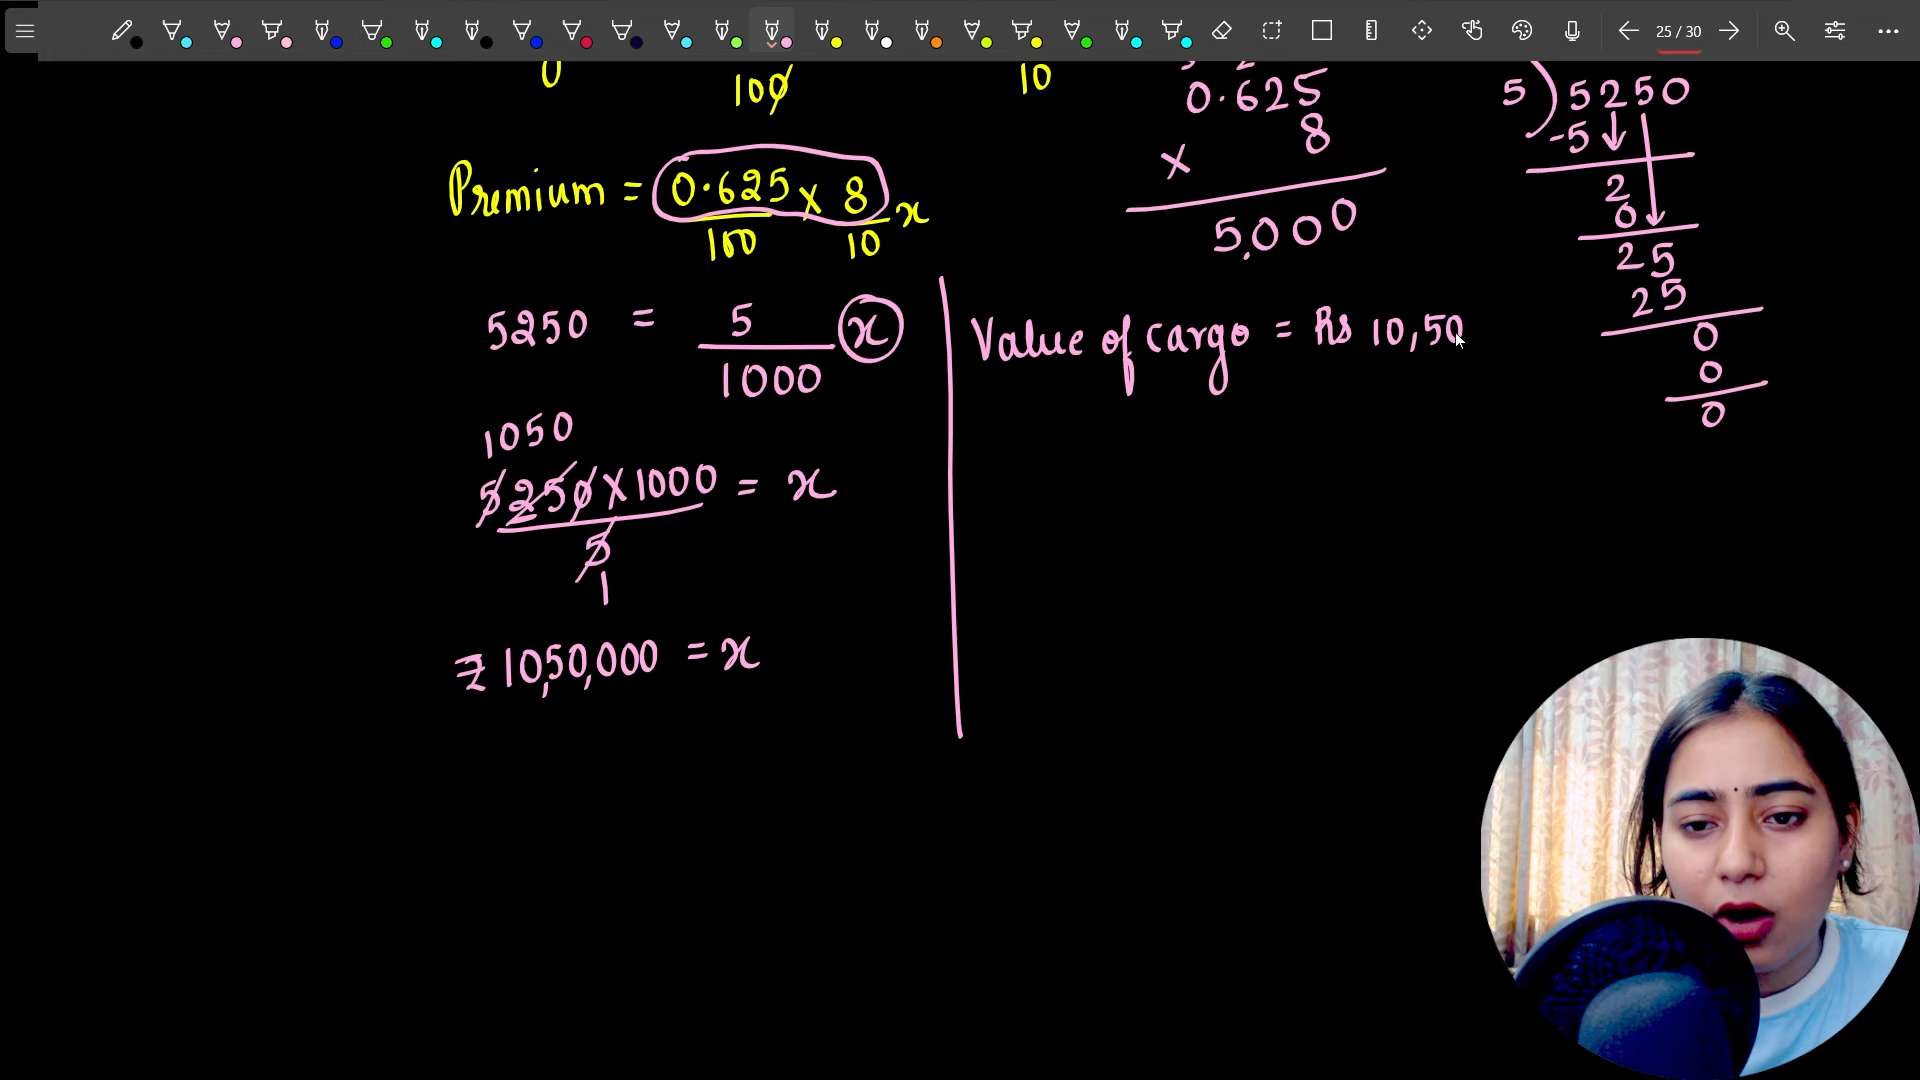 25 / 30
0
100
10
Premium = 0.625 x 8 x
100 10
5250 = 5 x
1000
1050
5250 X 1000 = x
5
1
₹ 10,50,000 = x
0.625
x 8
5.000
5 ) 5250
-5
2
0
25
25
0
0
0
Value of cargo = Rs 10,50